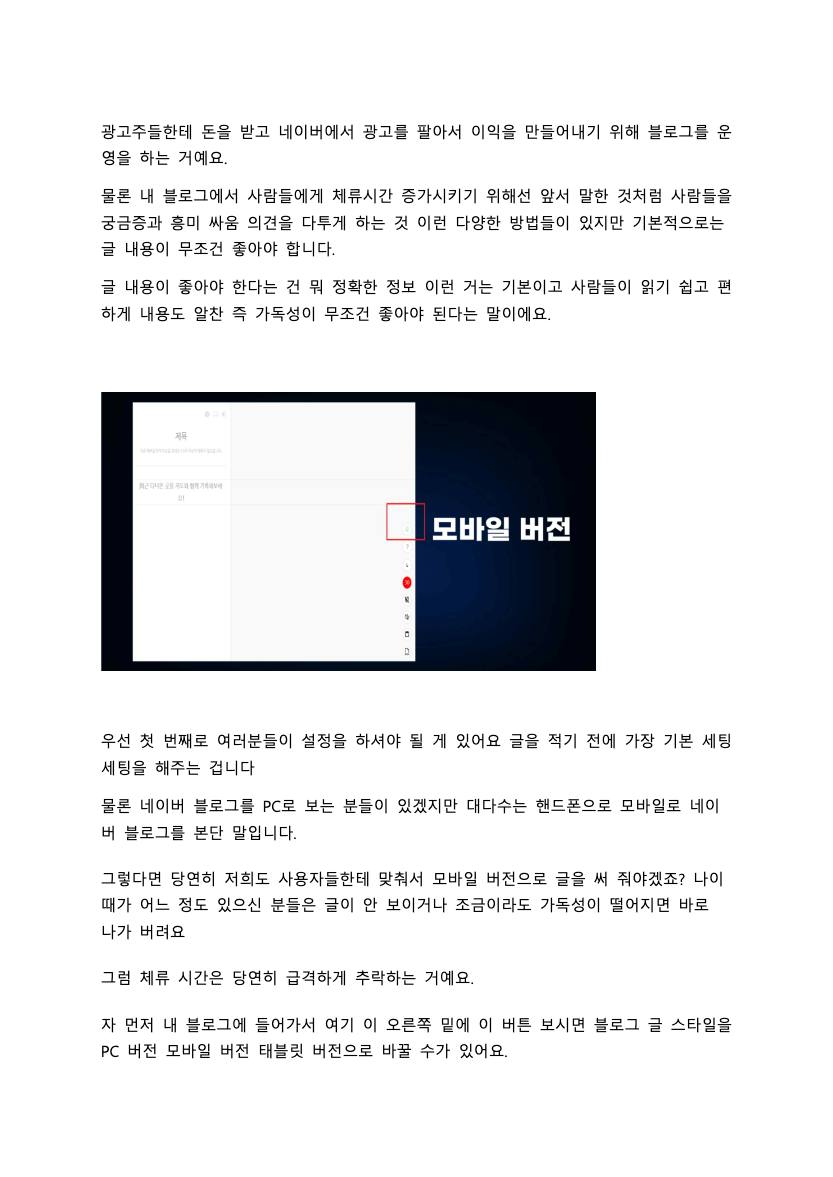 광고주들한테 돈을 받고 네이버에서 광고를 팔아서 이익을 만들어내기 위해 블로그를 운
영을 하는 거예요.
물론 내 블로그에서 사람들에게 체류시간 증가시키기 위해선 앞서 말한 것처럼 사람들을
궁금증과 흥미 싸움 의견을 다투게 하는 것 이런 다양한 방법들이 있지만 기본적으로는
글 내용이 무조건 좋아야 합니다.
글 내용이 좋아야 한다는 건 뭐 정확한 정보 이런 거는 기본이고 사람들이 읽기 쉽고 편
하게 내용도 알찬 즉 가독성이 무조건 좋아야 된다는 말이에요.
제목
모바일 버전
우선 첫 번째로 여러분들이 설정을 하셔야 될 게 있어요 글을 적기 전에 가장 기본 세팅
세팅을 해주는 겁니다
물론 네이버 블로그를 PC로 보는 분들이 있겠지만 대다수는 핸드폰으로 모바일로 네이
버 블로그를 본단 말입니다.
그렇다면 당연히 저희도 사용자들한테 맞춰서 모바일 버전으로 글을 써 줘야겠죠? 나이
때가 어느 정도 있으신 분들은 글이 안 보이거나 조금이라도 가독성이 떨어지면 바로
나가 버려요
그럼 체류 시간은 당연히 급격하게 추락하는 거예요.
자 먼저 내 블로그에 들어가서 여기 이 오른쪽 밑에 이 버튼 보시면 블로그 글 스타일을
PC 버전 모바일 버전 태블릿 버전으로 바꿀 수가 있어요.